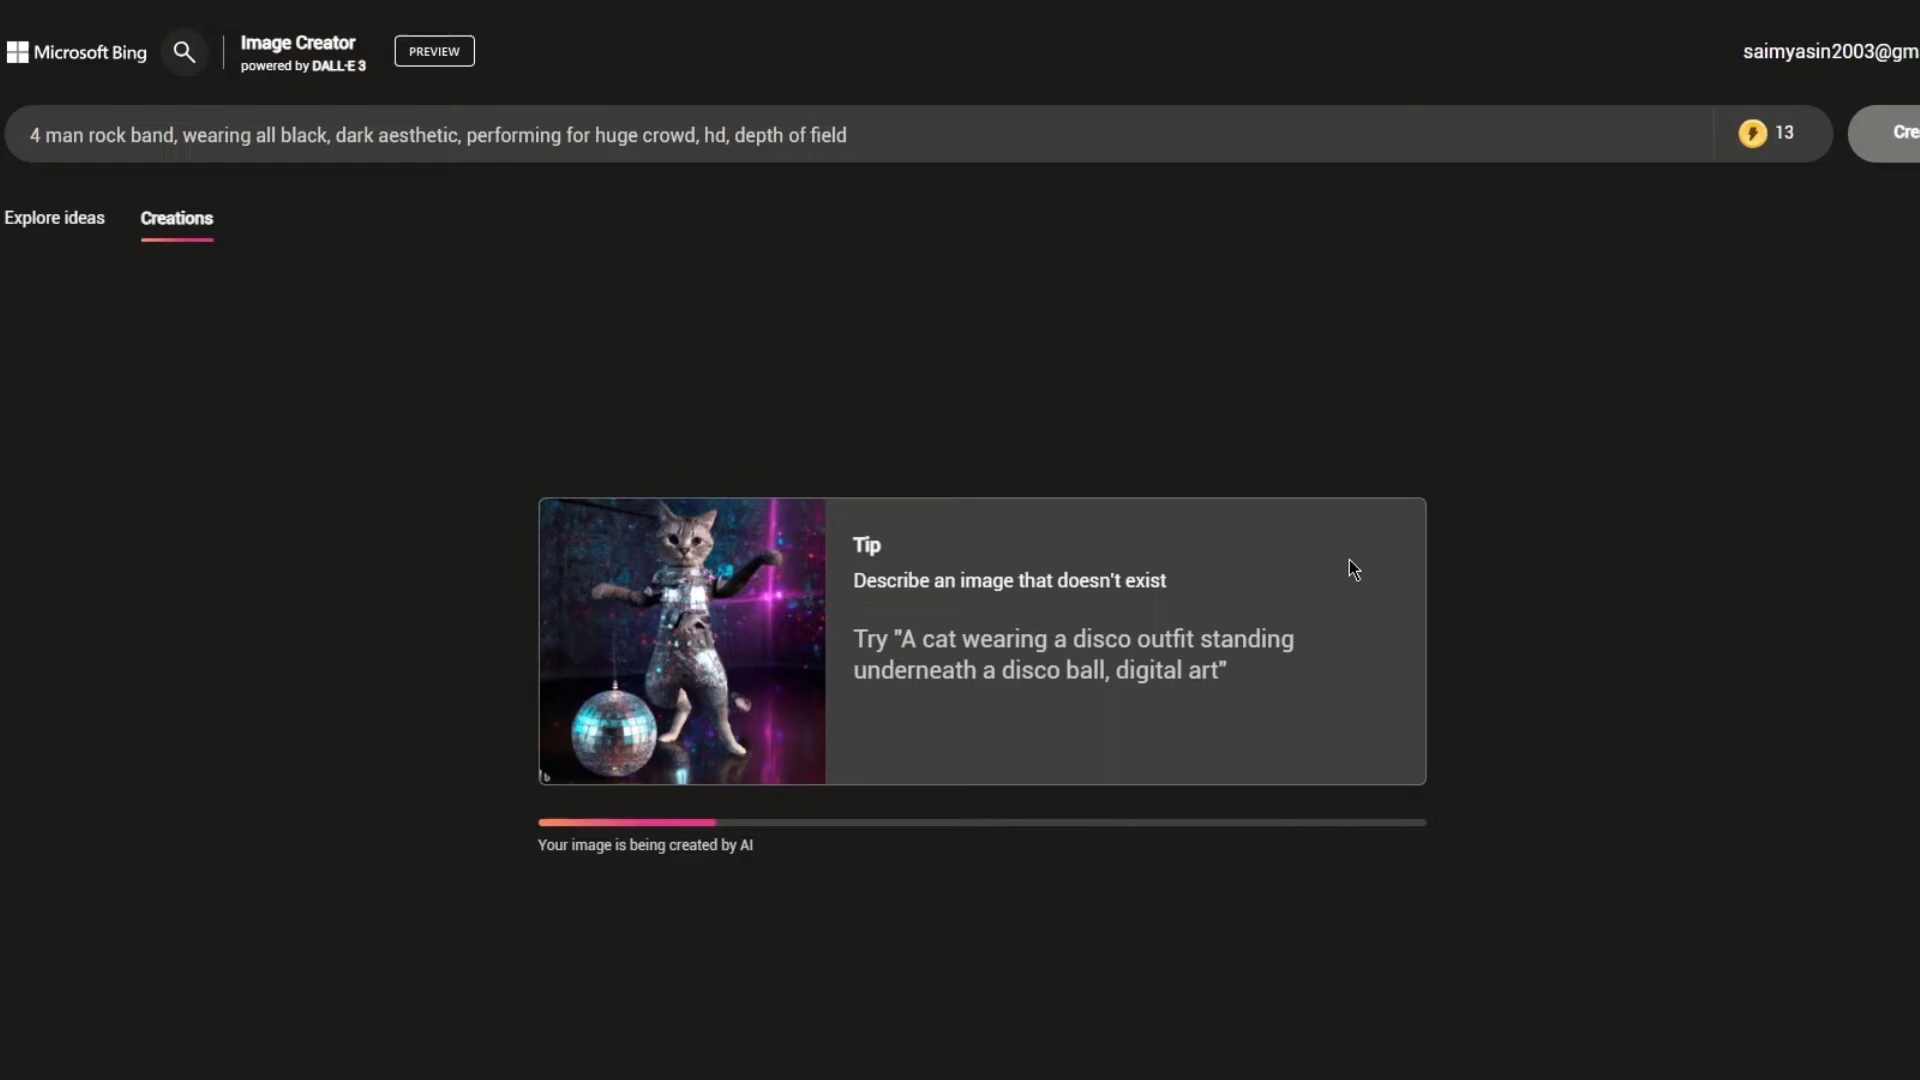 Microsoft Bing
Image Creator
powered by DALL·E 3
PREVIEW
saimyasin2003@gm
4 man rock band, wearing all black, dark aesthetic, performing for huge crowd, hd, depth of field
13
Cre
Explore ideas
Creations
Tip
Describe an image that doesn't exist
Try "A cat wearing a disco outfit standing
underneath a disco ball, digital art"
Your image is being created by AI